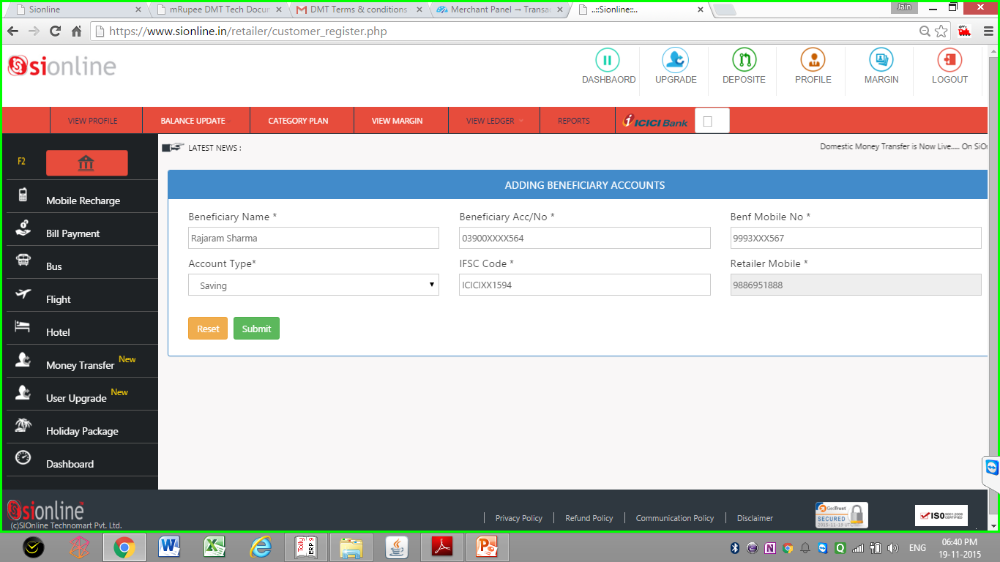 Sionline
mRupee DMT Tech Docur
DMT Terms & conditions
Merchant Panel → Transac
..::Sionline::..
Jain
https://www.sionline.in/retailer/customer_register.php
sionline
DASHBAORD
UPGRADE
DEPOSITE
PROFILE
MARGIN
LOGOUT
VIEW PROFILE
BALANCE UPDATE
CATEGORY PLAN
VIEW MARGIN
VIEW LEDGER
REPORTS
ICICI Bank
F2
LATEST NEWS :
Domestic Money Transfer is Now Live..... On SiOn
Mobile Recharge
Bill Payment
Bus
Flight
Hotel
Money Transfer New
User Upgrade New
Holiday Package
Dashboard
ADDING BENEFICIARY ACCOUNTS
Beneficiary Name *
Beneficiary Acc/No *
Benf Mobile No *
Rajaram Sharma
03900XXXX564
9993XXX567
Account Type*
IFSC Code *
Retailer Mobile *
Saving
ICICIXX1594
9886951888
Reset
Submit
sionline
(c)SIOnline Technomart Pvt. Ltd.
Privacy Policy
Refund Policy
Communication Policy
Disclaimer
GeoTrust
SECURED
2015-11-19 UTC
ISO 9001:2008
CERTIFIED
Tally
ERP 9
ENG
06:40 PM
19-11-2015